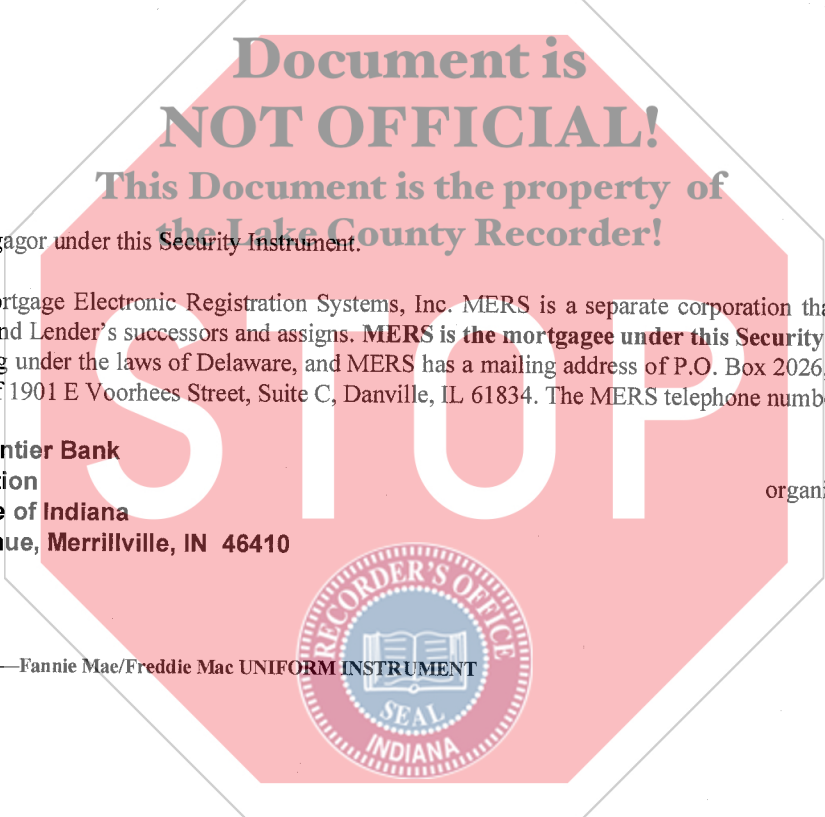 Document is
NOT OFFICIAL!
This Document is the property of
the Lake County Recorder!
gagor under this Security Instrument.
ortgage Electronic Registration Systems, Inc. MERS is a separate corporation tha
nd Lender's successors and assigns. MERS is the mortgagee under this Security
g under the laws of Delaware, and MERS has a mailing address of P.O. Box 2026,
f 1901 E Voorhees Street, Suite C, Danville, IL 61834. The MERS telephone numb
STOP
ntier Bank
tion
organi
e of Indiana
nue, Merrillville, IN 46410
RECORDER'S OFFICE
SEAL
INDIANA
—Fannie Mae/Freddie Mac UNIFORM INSTRUMENT